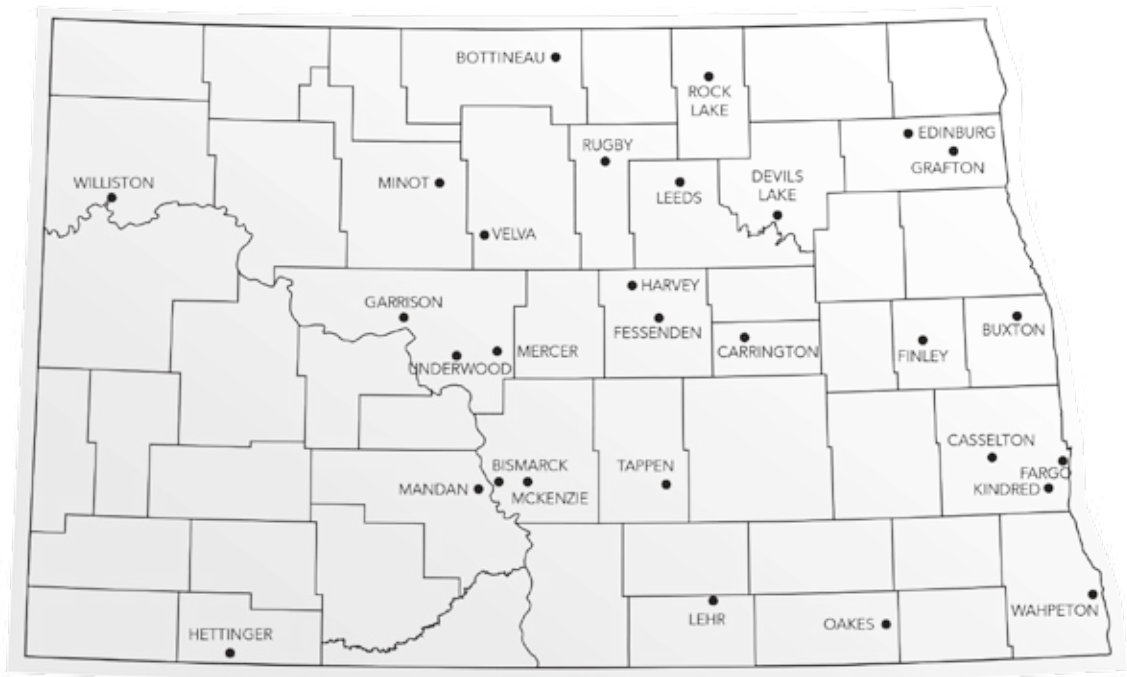 BOTTINEAU
ROCK
LAKE
EDINBURG
RUGBY
GRAFTON
WILLISTON
MINOT
DEVILS
LAKE
LEEDS
VELVA
HARVEY
GARRISON
FESSENDEN
BUXTON
CARRINGTON
MERCER
FINLEY
UNDERWOOD
CASSELTON
BISMARCK
TAPPEN
FARGO
MANDAN
MCKENZIE
KINDRED
WAHPETON
LEHR
OAKES
HETTINGER